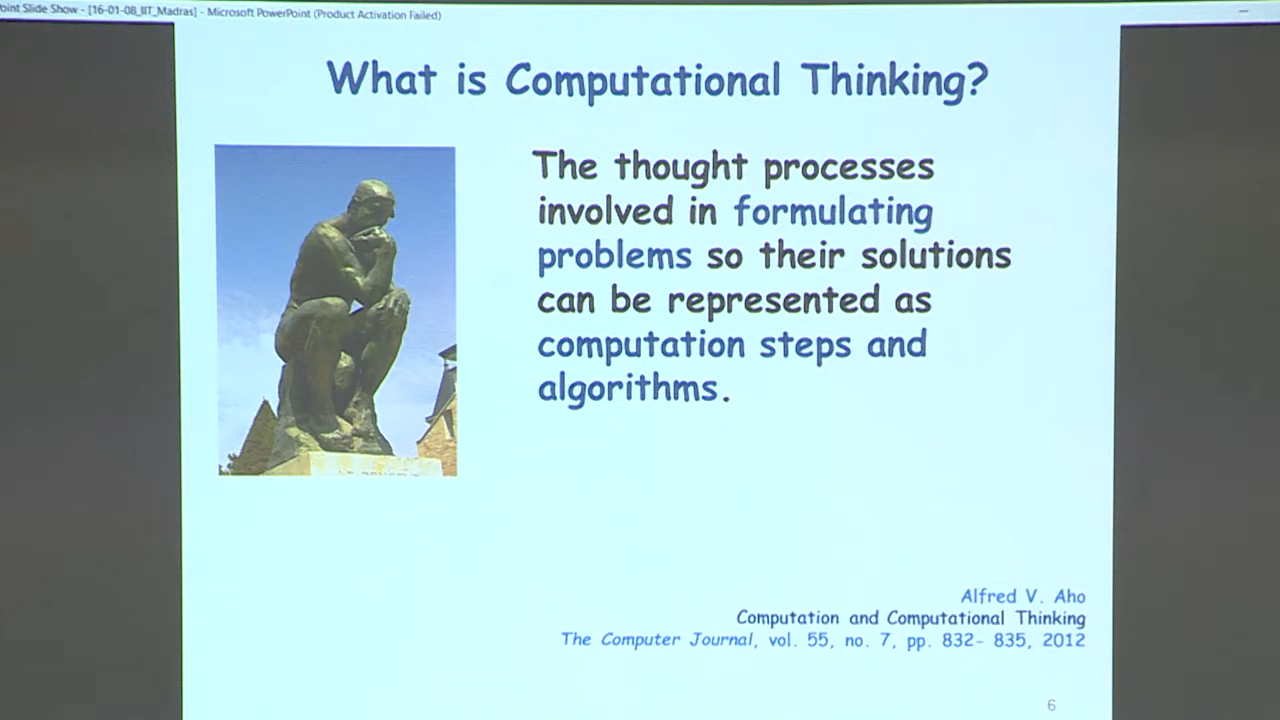 oint Slide Show - [16-01-08_IIT_Madras] - Microsoft PowerPoint (Product Activation Failed)
What is Computational Thinking?
The thought processes
involved in formulating
problems so their solutions
can be represented as
computation steps and
algorithms.
Alfred V. Aho
Computation and Computational Thinking
The Computer Journal, vol. 55, no. 7, pp. 832- 835, 2012
6